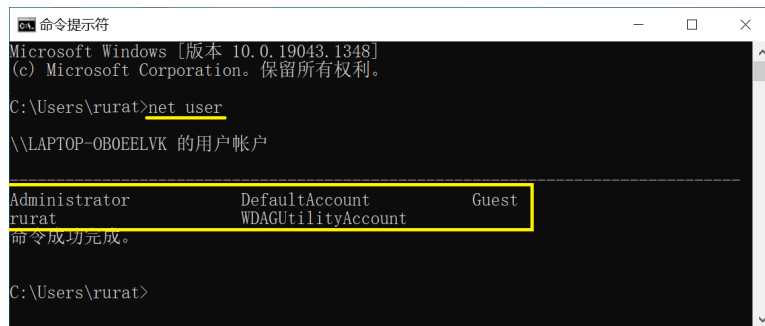 命令提示符
Microsoft Windows [版本 10.0.19043.1348]
(c) Microsoft Corporation。保留所有权利。
C:\Users\rurat>net user
\\LAPTOP-OBOEELVK 的用户帐户
-------------------------------------------------------------------------------
Administrator DefaultAccount Guest
rurat WDAGUtilityAccount
命令成功完成。
C:\Users\rurat>